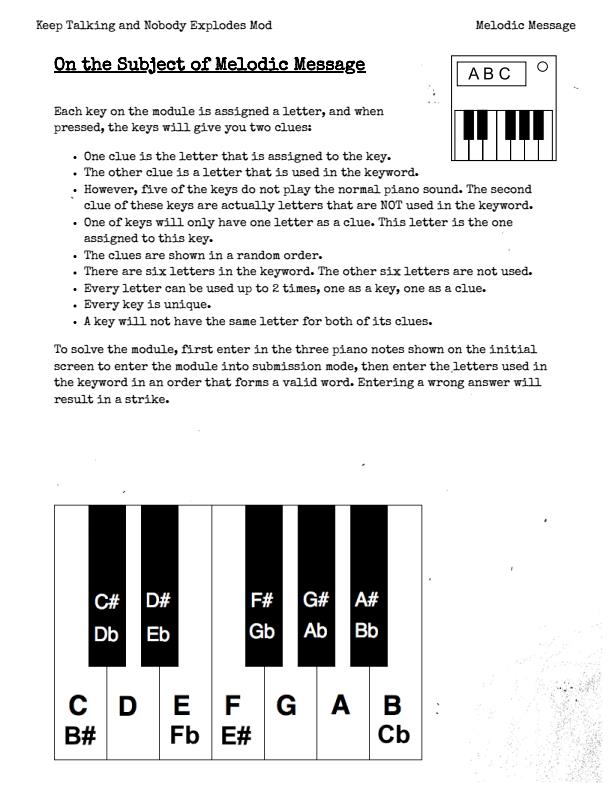 Keep Talking and Nobody Explodes Mod Melodic Message
On the Subject of Melodic Message
A B C
Each key on the module is assigned a letter, and when
pressed, the keys will give you two clues:
• One clue is the letter that is assigned to the key.
• The other clue is a letter that is used in the keyword.
• However, five of the keys do not play the normal piano sound. The second
clue of these keys are actually letters that are NOT used in the keyword.
• One of keys will only have one letter as a clue. This letter is the one
assigned to this key.
• The clues are shown in a random order.
• There are six letters in the keyword. The other six letters are not used.
• Every letter can be used up to 2 times, one as a key, one as a clue.
• Every key is unique.
• A key will not have the same letter for both of its clues.
To solve the module, first enter in the three piano notes shown on the initial
screen to enter the module into submission mode, then enter the letters used in
the keyword in an order that forms a valid word. Entering a wrong answer will
result in a strike.
C# D# F# G# A#
Db Eb Gb Ab Bb
C D E F G A B
B# Fb E# Cb